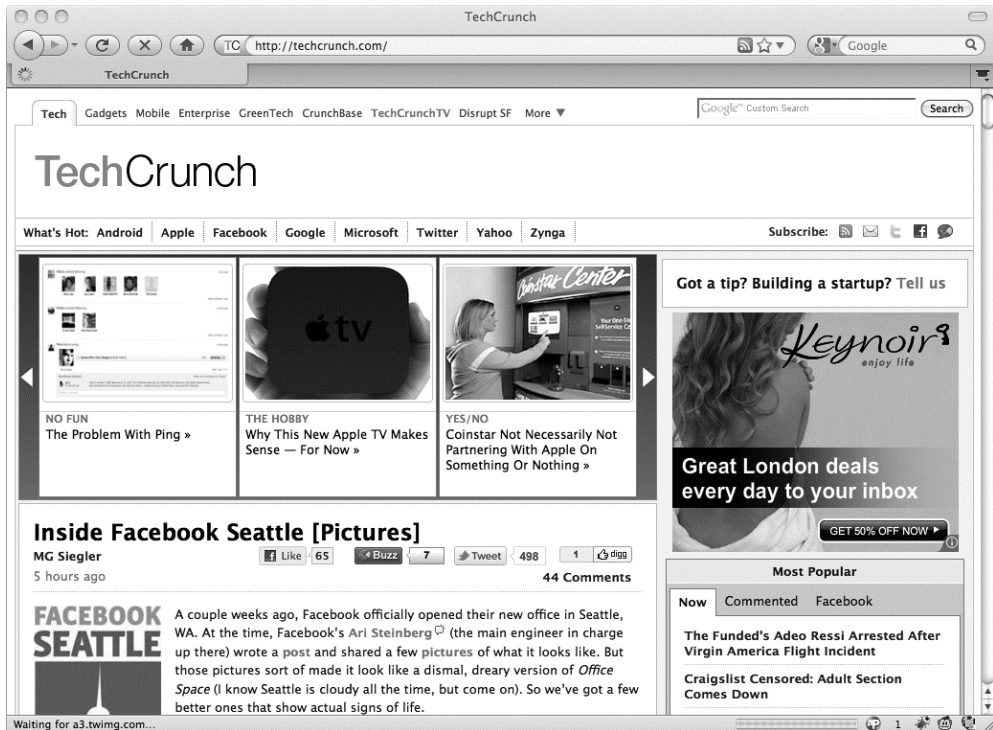 TechCrunch
TC http://techcrunch.com/
Google
TechCrunch
Tech Gadgets Mobile Enterprise GreenTech CrunchBase TechCrunchTV Disrupt SF More ▼
Google™ Custom Search Search
TechCrunch
What's Hot: Android Apple Facebook Google Microsoft Twitter Yahoo Zynga
Subscribe:
tv
Coinstar Center
NO FUN
The Problem With Ping »
THE HOBBY
Why This New Apple TV Makes
Sense — For Now »
YES/NO
Coinstar Not Necessarily Not
Partnering With Apple On
Something Or Nothing »
Got a tip? Building a startup? Tell us
Keynoir
enjoy life
Great London deals
every day to your inbox
GET 50% OFF NOW
Inside Facebook Seattle [Pictures]
MG Siegler
Like 65 Buzz 7 Tweet 498 1 digg
5 hours ago
44 Comments
FACEBOOK
SEATTLE
A couple weeks ago, Facebook officially opened their new office in Seattle,
WA. At the time, Facebook's Ari Steinberg (the main engineer in charge
up there) wrote a post and shared a few pictures of what it looks like. But
those pictures sort of made it look like a dismal, dreary version of Office
Space (I know Seattle is cloudy all the time, but come on). So we've got a few
better ones that show actual signs of life.
Most Popular
Now Commented Facebook
The Funded's Adeo Ressi Arrested After
Virgin America Flight Incident
Craigslist Censored: Adult Section
Comes Down
Waiting for a3.twimg.com...
1